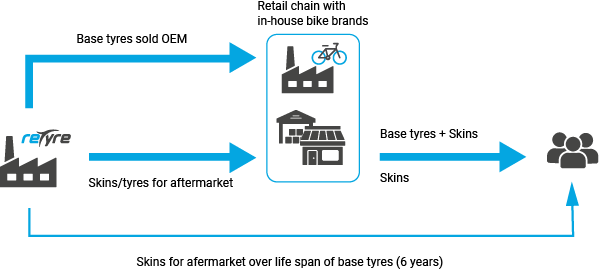 Retail chain with
in-house bike brands
Base tyres sold OEM
reTyre
Base tyres + Skins
Skins/tyres for aftermarket
Skins
Skins for afermarket over life span of base tyres (6 years)